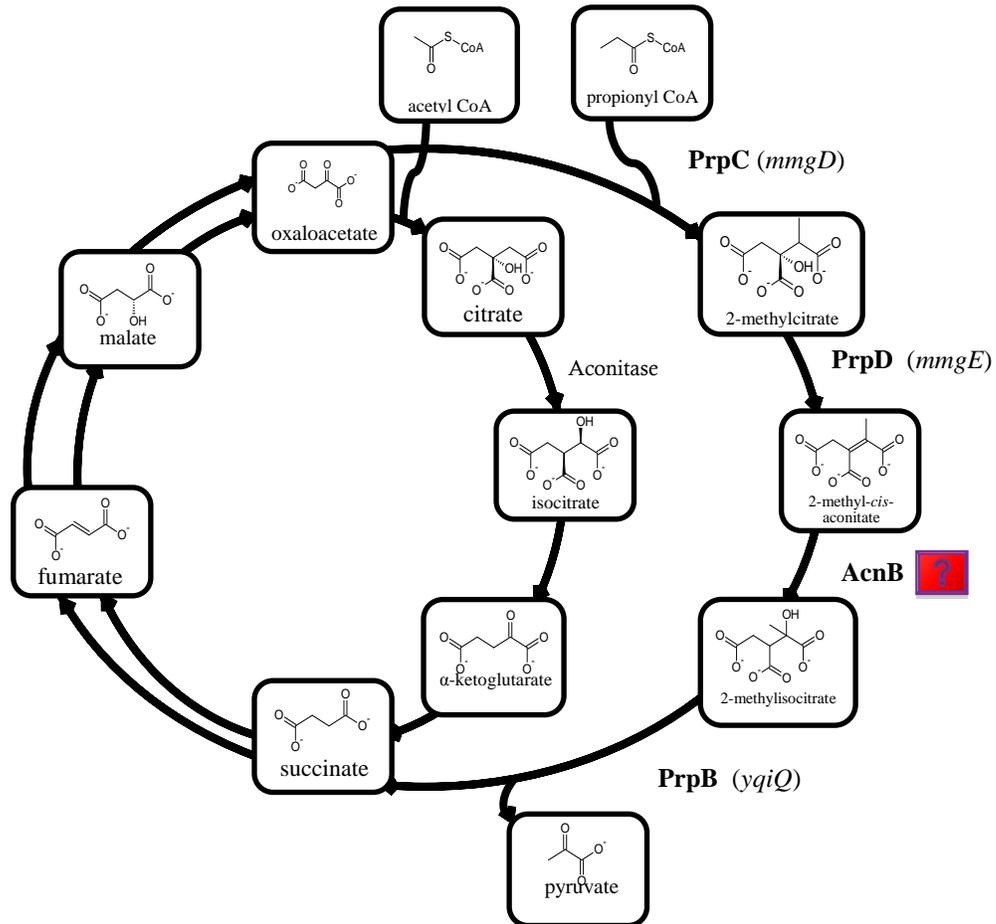 acetyl CoA
propionyl CoA
PrpC (mmgD)
oxaloacetate
citrate
2-methylcitrate
malate
Aconitase
PrpD (mmgE)
isocitrate
2-methyl-cis-
aconitate
fumarate
AcnB ?
α-ketoglutarate
2-methylisocitrate
succinate
PrpB (yqiQ)
pyruvate